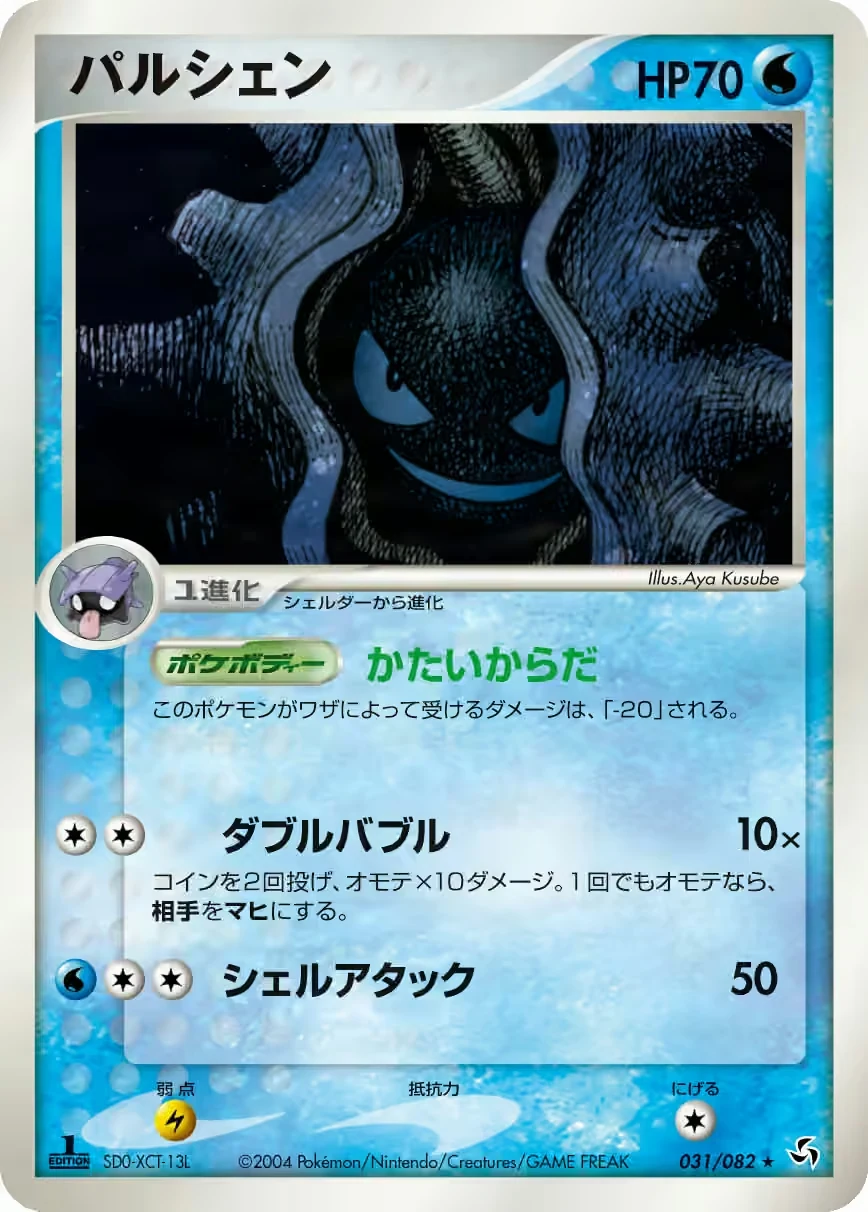 パルシェン HP70
Illus.Aya Kusube
1進化
シェルダーから進化
ポケボディー かたいからだ
このポケモンがワザによって受けるダメージは、「-20」される。
ダブルバブル 10×
コインを2回投げ、オモテ×10ダメージ。1回でもオモテなら、
相手をマヒにする。
シェルアタック 50
弱点 抵抗力 にげる
1 EDITION SD0-XCT-13L ©2004 Pokémon/Nintendo/Creatures/GAME FREAK 031/082 ★